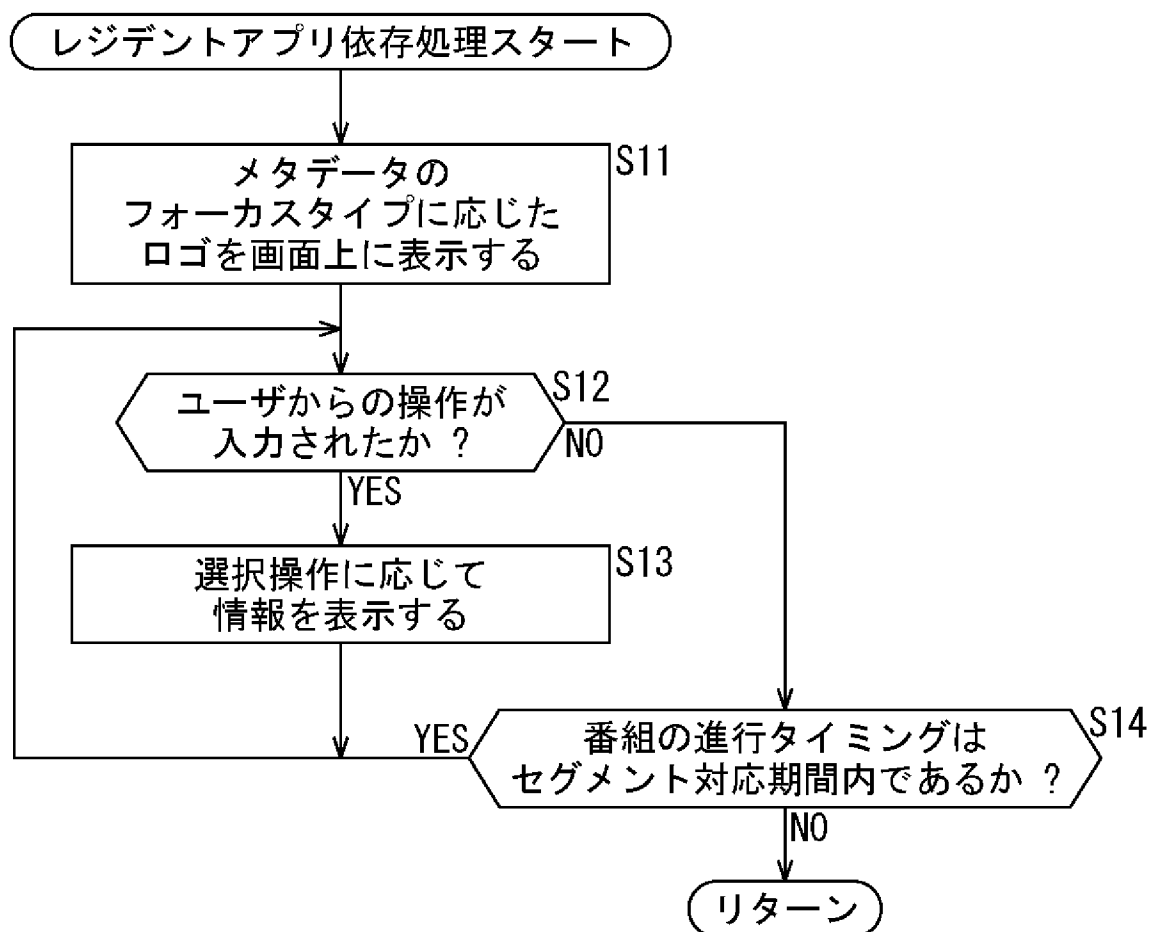 レジデントアプリ依存処理スタート
S11
メタデータの
フォーカスタイプに応じた
ロゴを画面上に表示する
S12
ユーザからの操作が
入力されたか ?
NO
YES
S13
選択操作に応じて
情報を表示する
S14
YES
番組の進行タイミングは
セグメント対応期間内であるか ?
NO
リターン